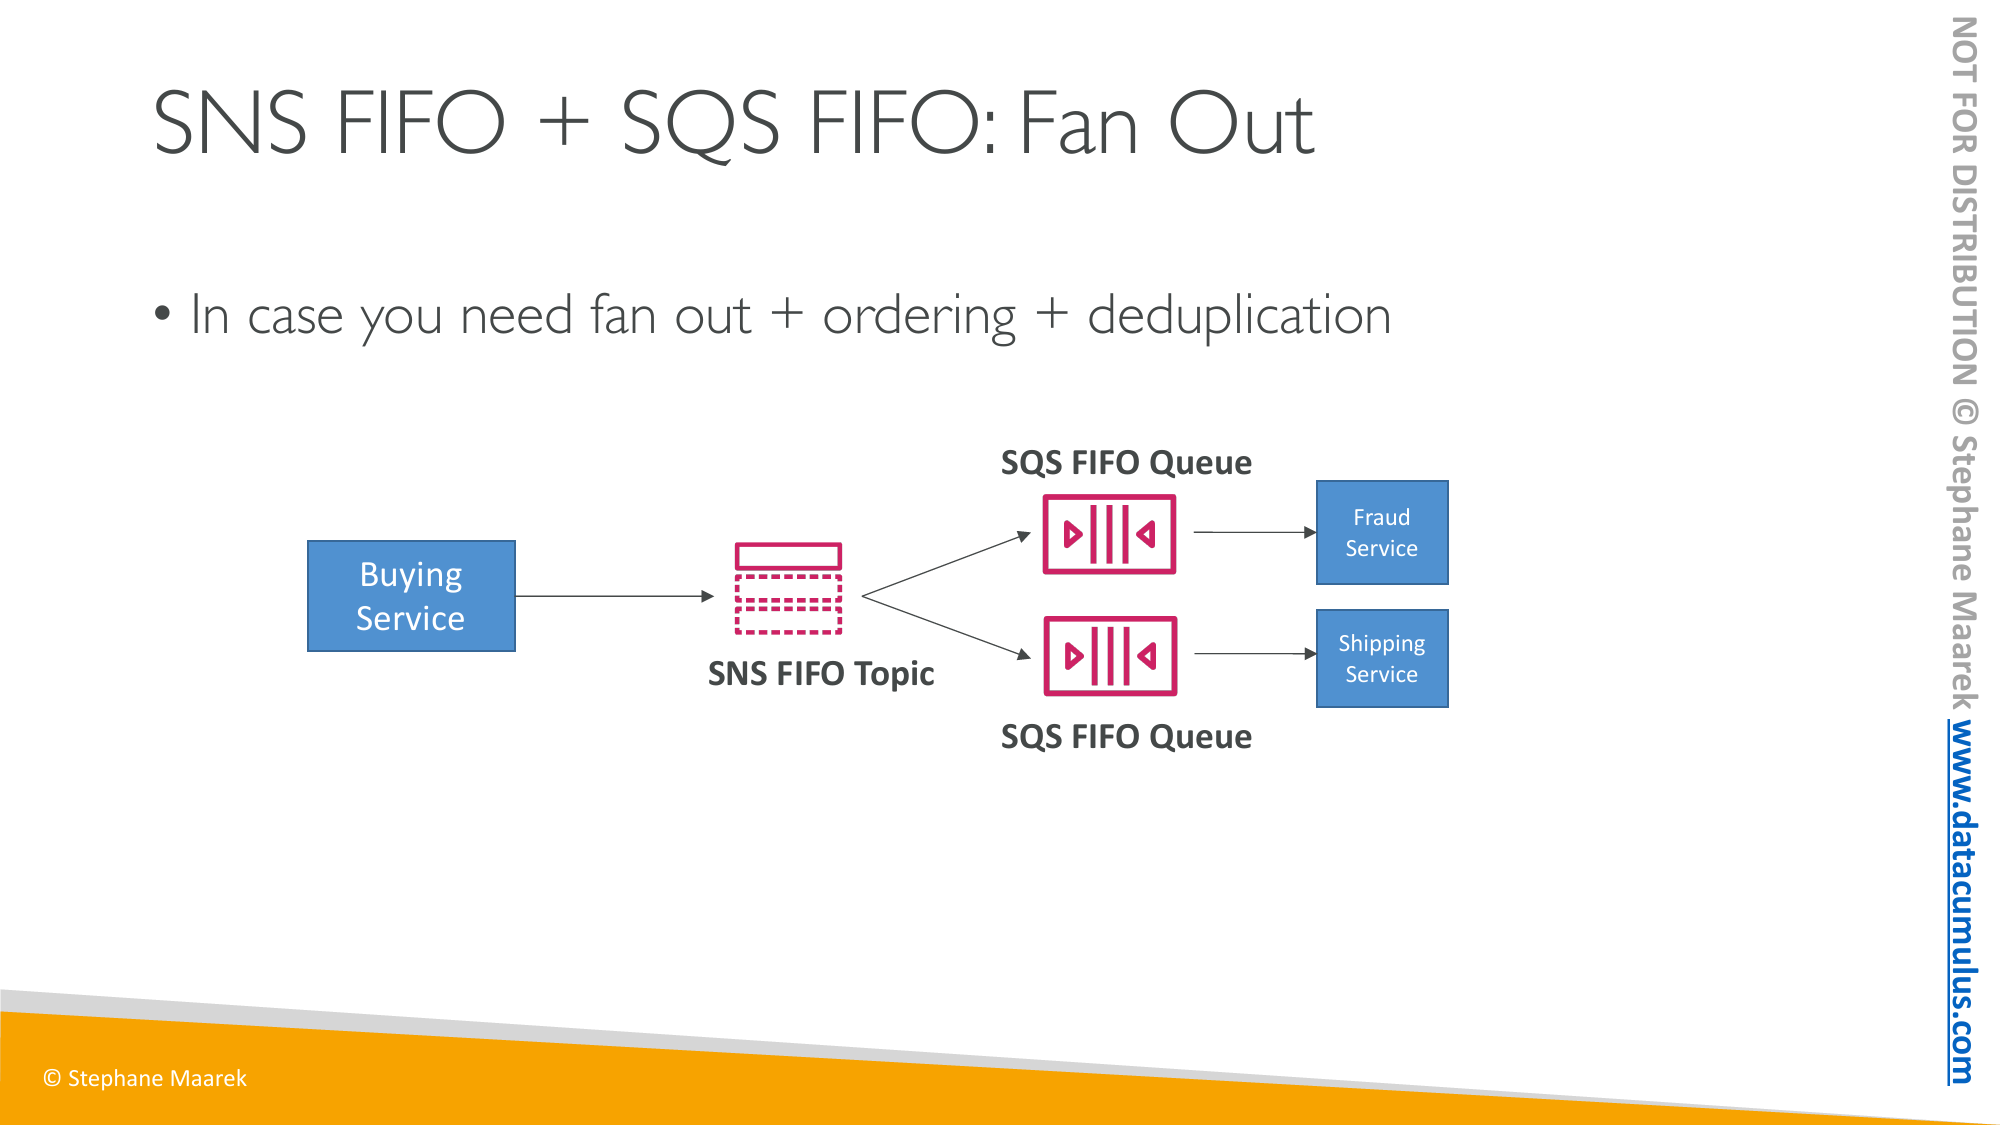 SNS FIFO + SQS FIFO: Fan Out
• In case you need fan out + ordering + deduplication
SQS FIFO Queue
Fraud
Service
Buying
Service
SNS FIFO Topic
Shipping
Service
SQS FIFO Queue
© Stephane Maarek
NOT FOR DISTRIBUTION © Stephane Maarek www.datacumulus.com